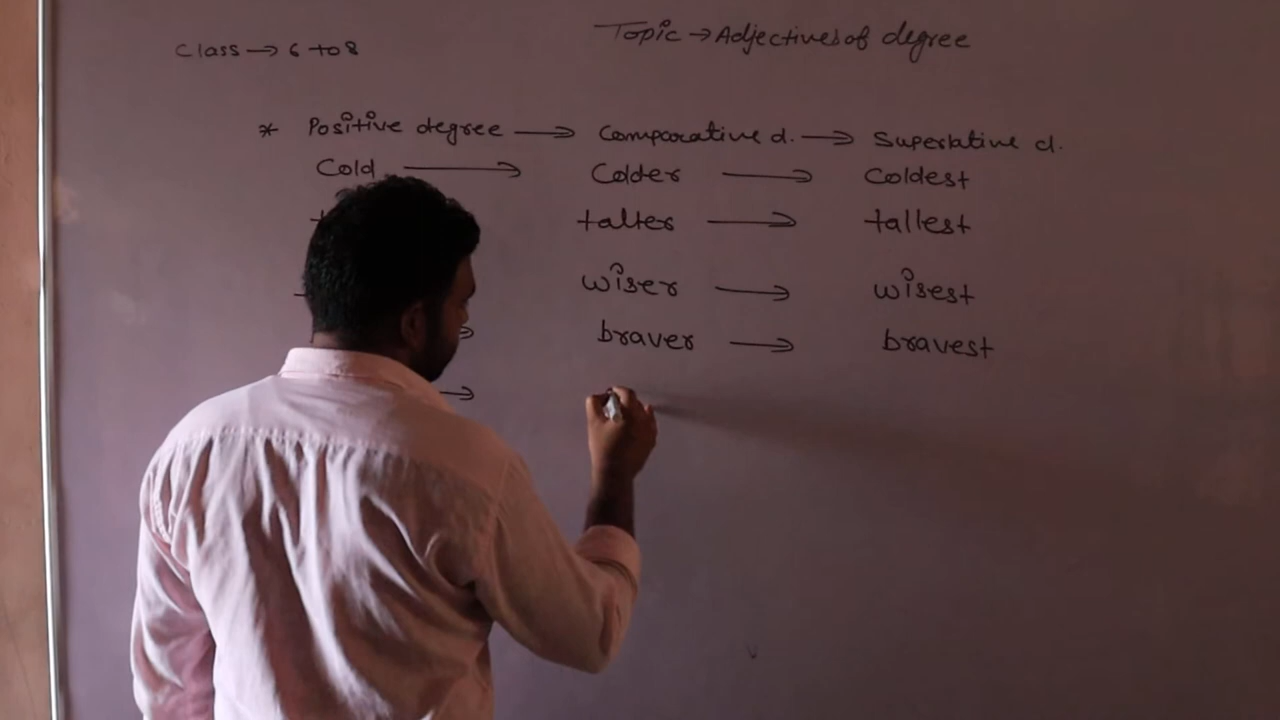 Topic → Adjectives of degree
Class → 6 to 8
* Positive degree → Comparative d. → Superlative d.
Cold → Colder → Coldest
taller → tallest
wiser → wisest
→ braver → bravest
→